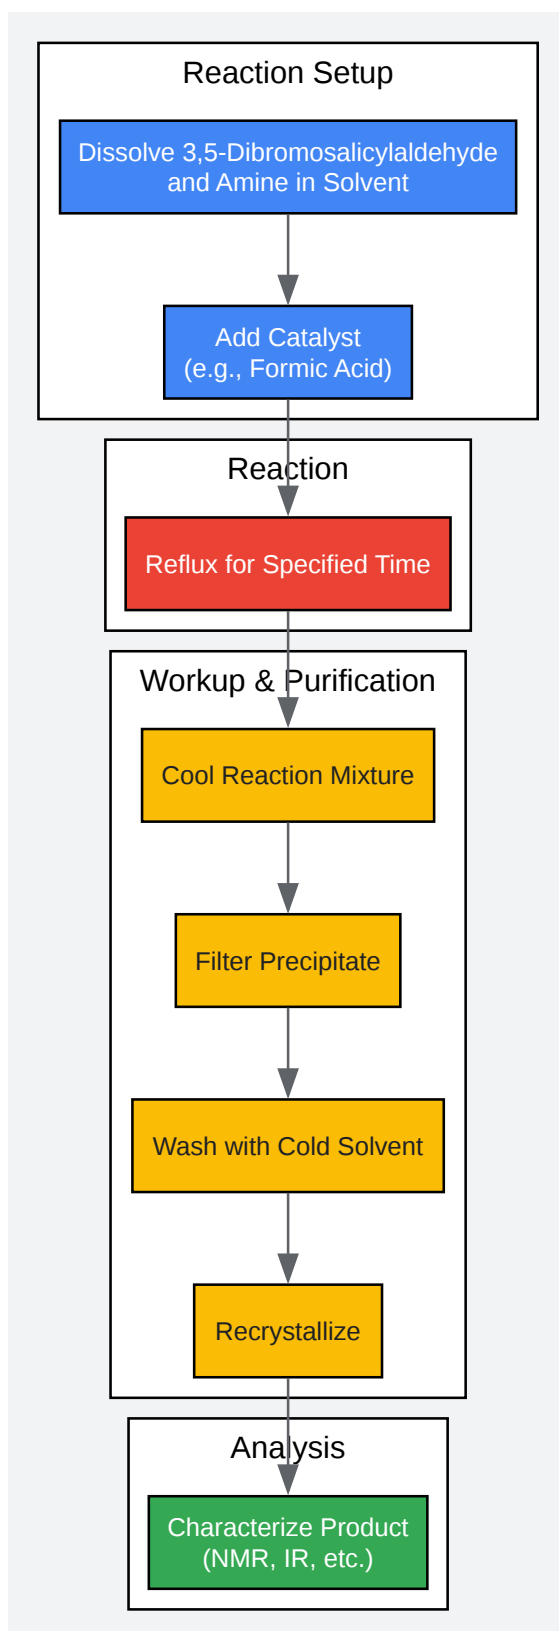 Reaction Setup
Dissolve 3,5-Dibromosalicylaldehyde
and Amine in Solvent
Add Catalyst
(e.g., Formic Acid)
Reaction
Reflux for Specified Time
Workup & Purification
Cool Reaction Mixture
Filter Precipitate
Wash with Cold Solvent
Recrystallize
Analysis
Characterize Product
(NMR, IR, etc.)